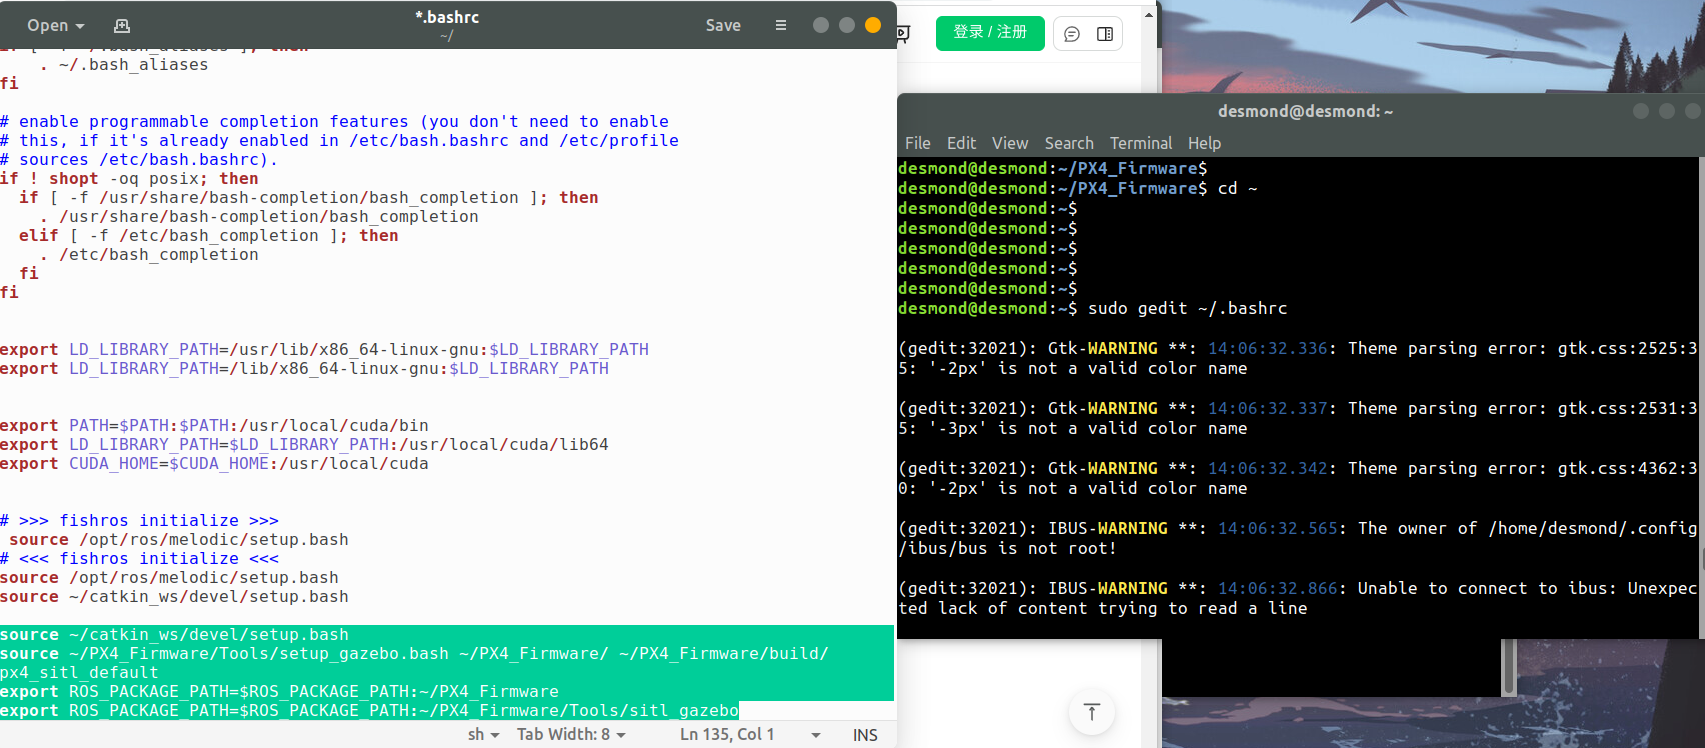 Open
*.bashrc
~/
Save
. ~/.bash_aliases
fi
# enable programmable completion features (you don't need to enable
# this, if it's already enabled in /etc/bash.bashrc and /etc/profile
# sources /etc/bash.bashrc).
if ! shopt -oq posix; then
if [ -f /usr/share/bash-completion/bash_completion ]; then
. /usr/share/bash-completion/bash_completion
elif [ -f /etc/bash_completion ]; then
. /etc/bash_completion
fi
fi
export LD_LIBRARY_PATH=/usr/lib/x86_64-linux-gnu:$LD_LIBRARY_PATH
export LD_LIBRARY_PATH=/lib/x86_64-linux-gnu:$LD_LIBRARY_PATH
export PATH=$PATH:$PATH:/usr/local/cuda/bin
export LD_LIBRARY_PATH=$LD_LIBRARY_PATH:/usr/local/cuda/lib64
export CUDA_HOME=$CUDA_HOME:/usr/local/cuda
# >>> fishros initialize >>>
source /opt/ros/melodic/setup.bash
# <<< fishros initialize <<<
source /opt/ros/melodic/setup.bash
source ~/catkin_ws/devel/setup.bash
source ~/catkin_ws/devel/setup.bash
source ~/PX4_Firmware/Tools/setup_gazebo.bash ~/PX4_Firmware/ ~/PX4_Firmware/build/
px4_sitl_default
export ROS_PACKAGE_PATH=$ROS_PACKAGE_PATH:~/PX4_Firmware
export ROS_PACKAGE_PATH=$ROS_PACKAGE_PATH:~/PX4_Firmware/Tools/sitl_gazebo
sh
Tab Width: 8
Ln 135, Col 1
INS
登录 / 注册
desmond@desmond: ~
File Edit View Search Terminal Help
desmond@desmond:~/PX4_Firmware$
desmond@desmond:~/PX4_Firmware$ cd ~
desmond@desmond:~$
desmond@desmond:~$
desmond@desmond:~$
desmond@desmond:~$
desmond@desmond:~$
desmond@desmond:~$ sudo gedit ~/.bashrc
(gedit:32021): Gtk-WARNING **: 14:06:32.336: Theme parsing error: gtk.css:2525:3
5: '-2px' is not a valid color name
(gedit:32021): Gtk-WARNING **: 14:06:32.337: Theme parsing error: gtk.css:2531:3
5: '-3px' is not a valid color name
(gedit:32021): Gtk-WARNING **: 14:06:32.342: Theme parsing error: gtk.css:4362:3
0: '-2px' is not a valid color name
(gedit:32021): IBUS-WARNING **: 14:06:32.565: The owner of /home/desmond/.config
/ibus/bus is not root!
(gedit:32021): IBUS-WARNING **: 14:06:32.866: Unable to connect to ibus: Unexpec
ted lack of content trying to read a line